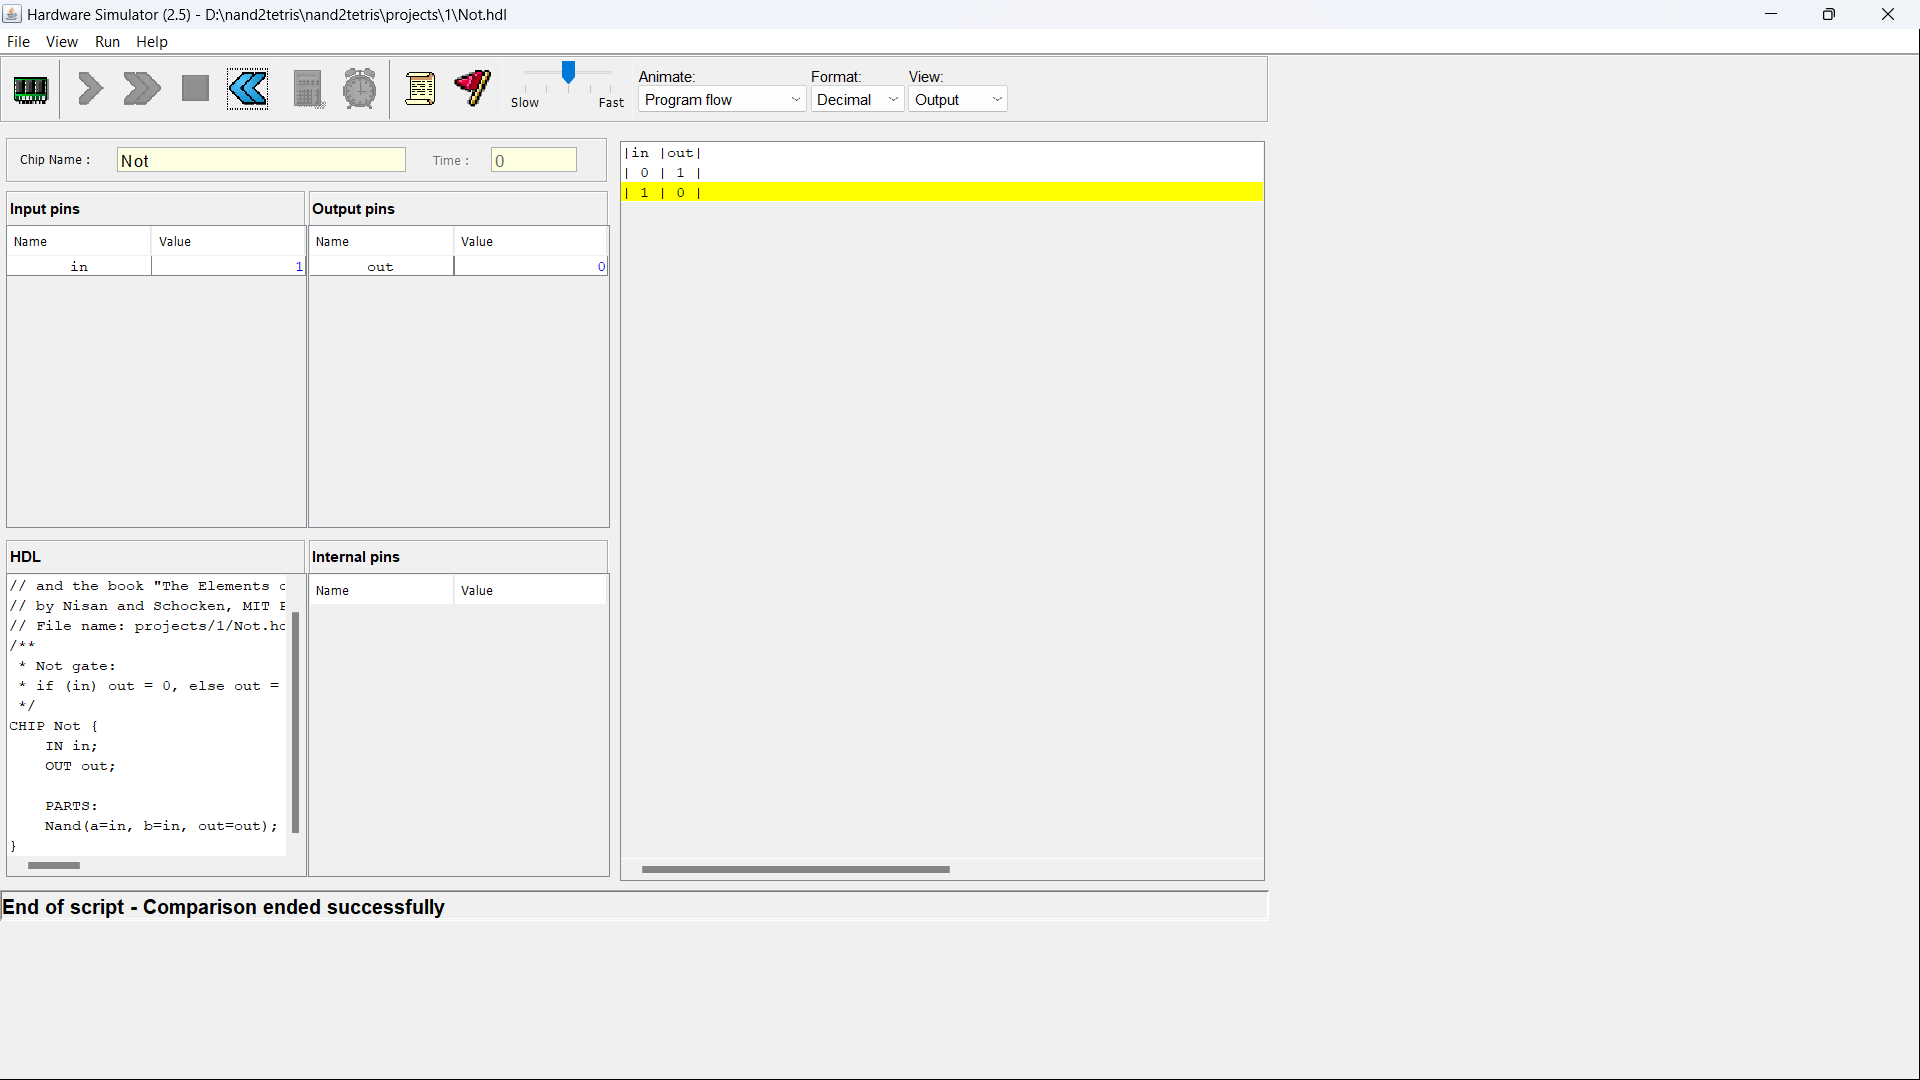 Hardware Simulator (2.5) - D:\nand2tetris\nand2tetris\projects\1\Not.hdl
File View Run Help
Slow Fast
Animate: Format: View:
Program flow Decimal Output
Chip Name : Not Time : 0
Input pins
Name Value
in 1
Output pins
Name Value
out 0
HDL
// and the book "The Elements
// by Nisan and Schocken, MIT
// File name: projects/1/Not.
/**
* Not gate:
* if (in) out = 0, else out =
*/
CHIP Not {
IN in;
OUT out;
PARTS:
Nand(a=in, b=in, out=out);
}
Internal pins
Name Value
|in |out|
| 0 | 1 |
| 1 | 0 |
End of script - Comparison ended successfully